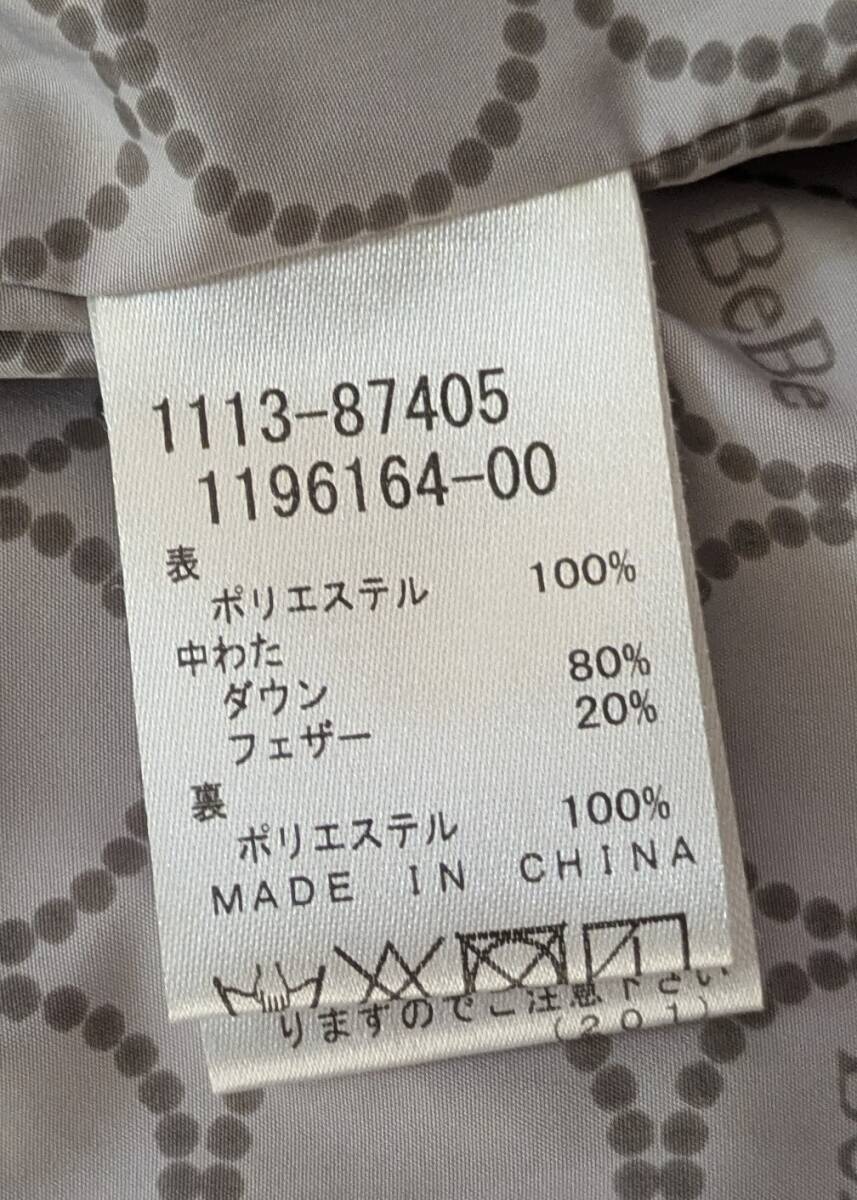 BeBe
1113-87405
1196164-00
表
ポリエステル 100%
中わた
ダウン 80%
フェザー 20%
裏
ポリエステル 100%
MADE IN CHINA
りますのでご注意下さい
(201)